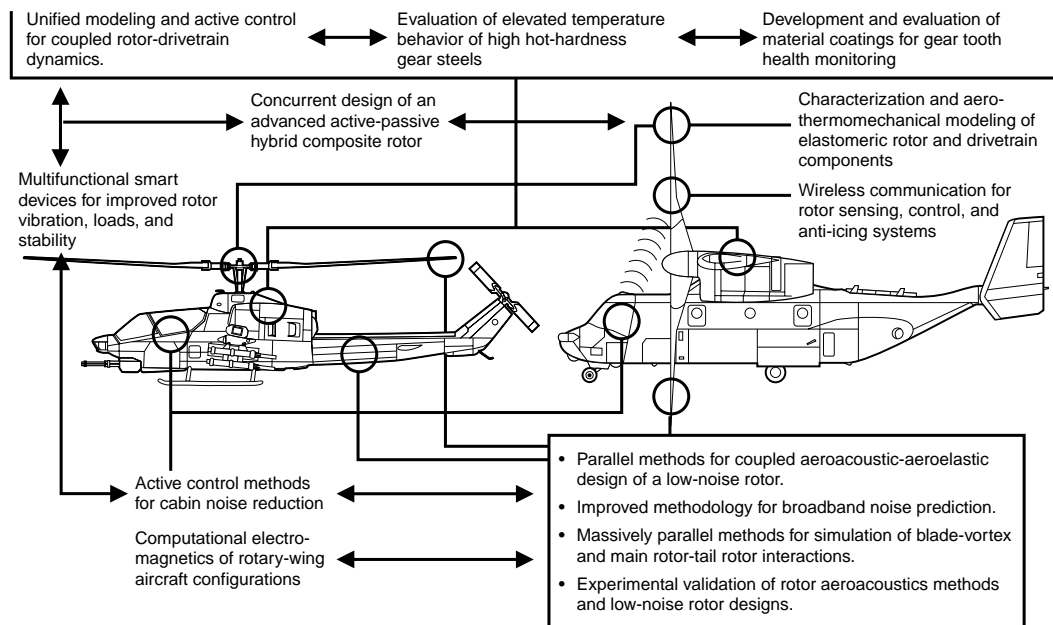 Unified modeling and active control
for coupled rotor-drivetrain
dynamics.
Evaluation of elevated temperature
behavior of high hot-hardness
gear steels
Development and evaluation of
material coatings for gear tooth
health monitoring
Concurrent design of an
advanced active-passive
hybrid composite rotor
Characterization and aero-
thermomechanical modeling of
elastomeric rotor and drivetrain
components
Multifunctional smart
devices for improved rotor
vibration, loads, and
stability
Wireless communication for
rotor sensing, control, and
anti-icing systems
Active control methods
for cabin noise reduction
Computational electro-
magnetics of rotary-wing
aircraft configurations
• Parallel methods for coupled aeroacoustic-aeroelastic
design of a low-noise rotor.
• Improved methodology for broadband noise prediction.
• Massively parallel methods for simulation of blade-vortex
and main rotor-tail rotor interactions.
• Experimental validation of rotor aeroacoustics methods
and low-noise rotor designs.